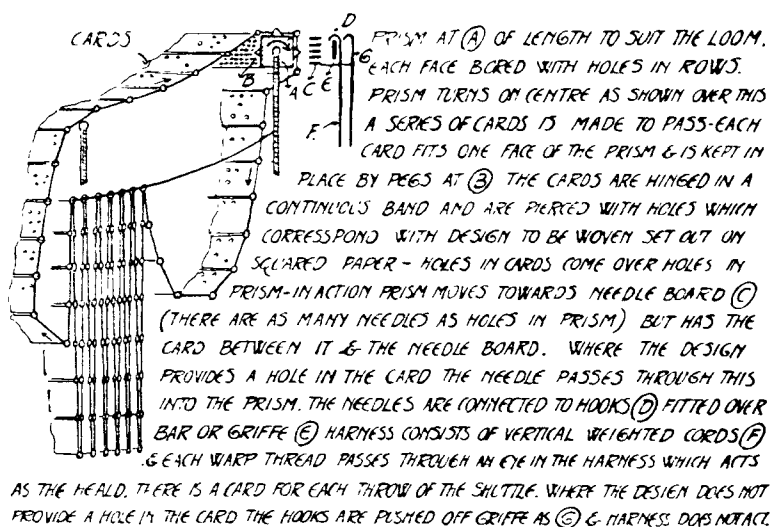 CARDS
D
G
B
A
C
E
F
PRISM AT (A) OF LENGTH TO SUIT THE LOOM.
EACH FACE BORED WITH HOLES IN ROWS.
PRISM TURNS ON CENTRE AS SHOWN OVER THIS
A SERIES OF CARDS IS MADE TO PASS-EACH
CARD FITS ONE FACE OF THE PRISM & IS KEPT IN
PLACE BY PEGS AT (B) THE CARDS ARE HINGED IN A
CONTINUOUS BAND AND ARE PIERCED WITH HOLES WHICH
CORRESPOND WITH DESIGN TO BE WOVEN SET OUT ON
SQUARED PAPER - HOLES IN CARDS COME OVER HOLES IN
PRISM-IN ACTION PRISM MOVES TOWARDS NEEDLE BOARD (C)
(THERE ARE AS MANY NEEDLES AS HOLES IN PRISM) BUT HAS THE
CARD BETWEEN IT & THE NEEDLE BOARD. WHERE THE DESIGN
PROVIDES A HOLE IN THE CARD THE NEEDLE PASSES THROUGH THIS
INTO THE PRISM. THE NEEDLES ARE CONNECTED TO HOOKS (D) FITTED OVER
BAR OR GRIFFE (E) HARNESS CONSISTS OF VERTICAL WEIGHTED CORDS (F)
& EACH WARP THREAD PASSES THROUGH AN EYE IN THE HARNESS WHICH ACTS
AS THE HEALD. THERE IS A CARD FOR EACH THROW OF THE SHUTTLE. WHERE THE DESIGN DOES NOT
PROVIDE A HOLE IN THE CARD THE HOOKS ARE PUSHED OFF GRIFFE AS (G) & HARNESS DOES NOT ACT.